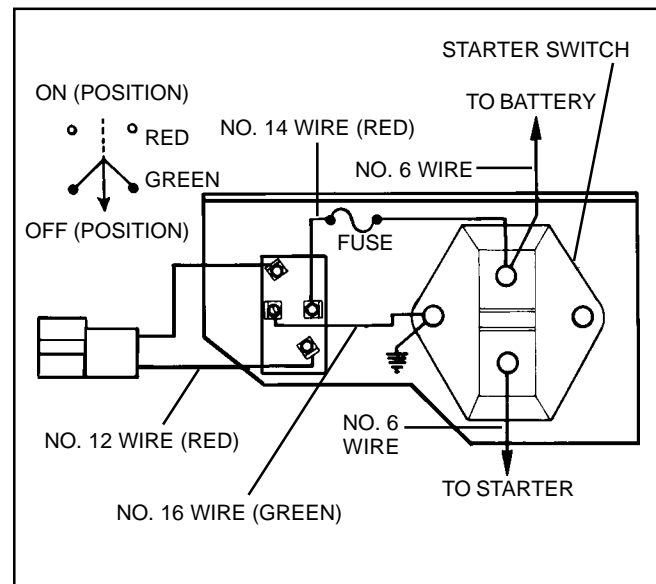 STARTER SWITCH
ON (POSITION)
TO BATTERY
RED
NO. 14 WIRE (RED)
NO. 6 WIRE
GREEN
OFF (POSITION)
FUSE
NO. 6
WIRE
NO. 12 WIRE (RED)
TO STARTER
NO. 16 WIRE (GREEN)